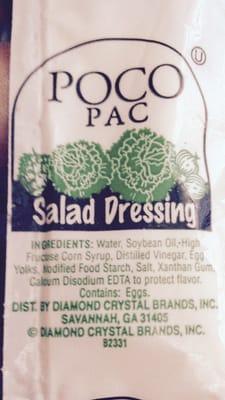 POCO
PAC
U
Salad Dressing
INGREDIENTS: Water, Soybean Oil, High
Fructose Corn Syrup, Distilled Vinegar, Egg
Yolks, Modified Food Starch, Salt, Xanthan Gum,
Calcium Disodium EDTA to protect flavor.
Contains: Eggs.
DIST. BY DIAMOND CRYSTAL BRANDS, INC.
SAVANNAH, GA 31405
© DIAMOND CRYSTAL BRANDS, INC.
B2331